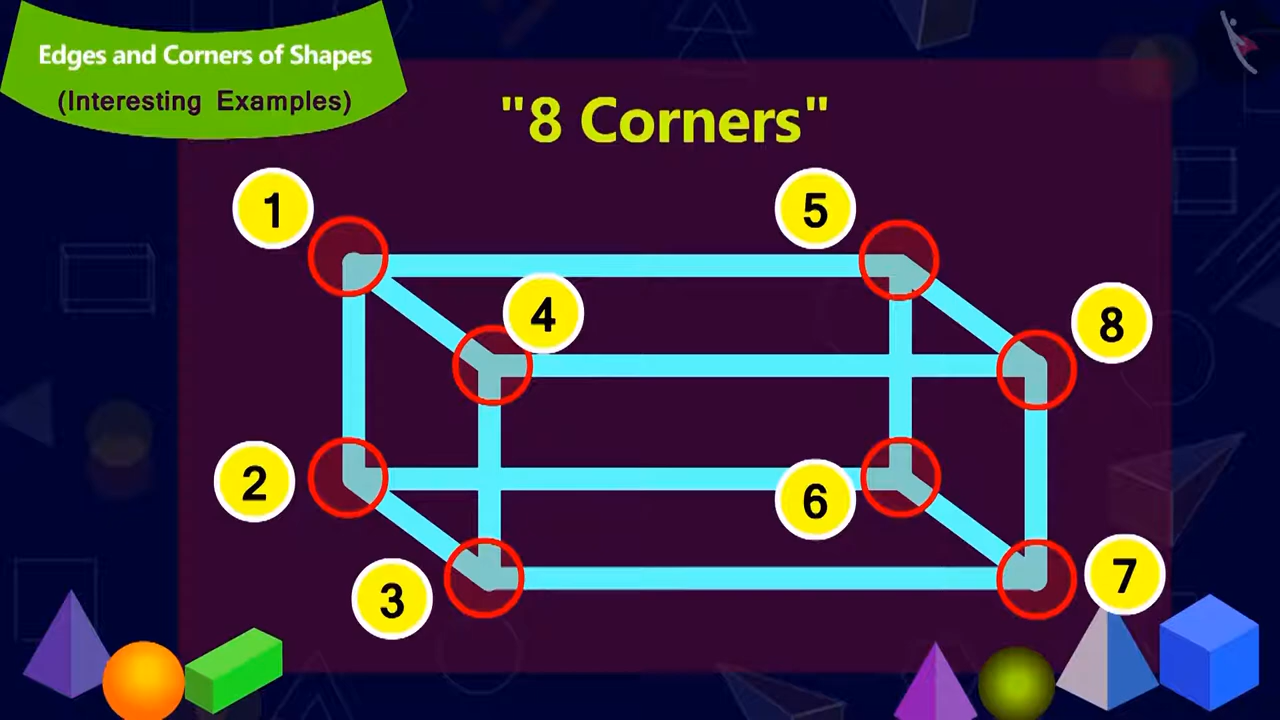 Edges and Corners of Shapes
(Interesting Examples)
"8 Corners"
1
5
4
8
2
6
3
7